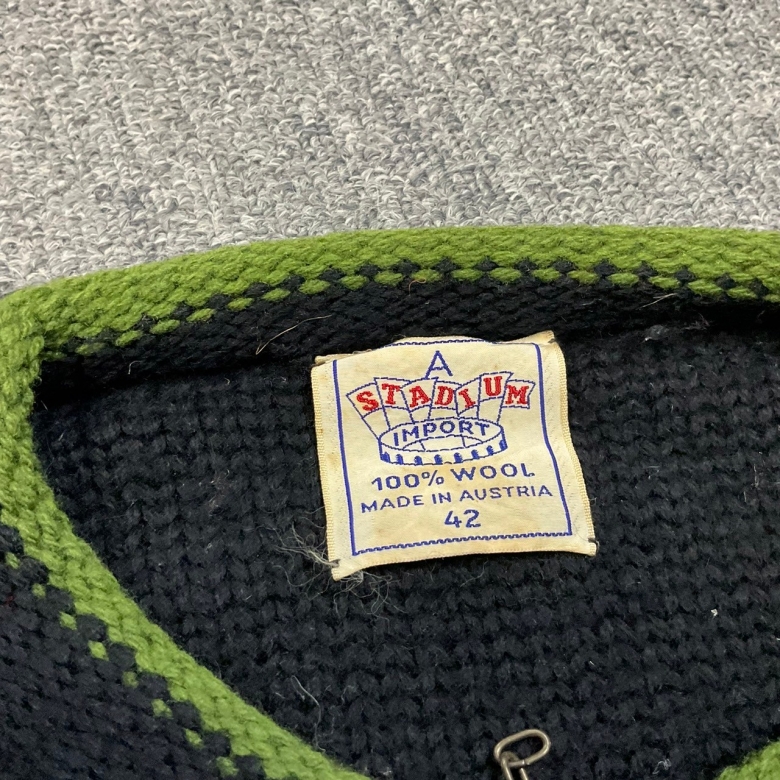 A
STADIUM
IMPORT
100% WOOL
MADE IN AUSTRIA
42